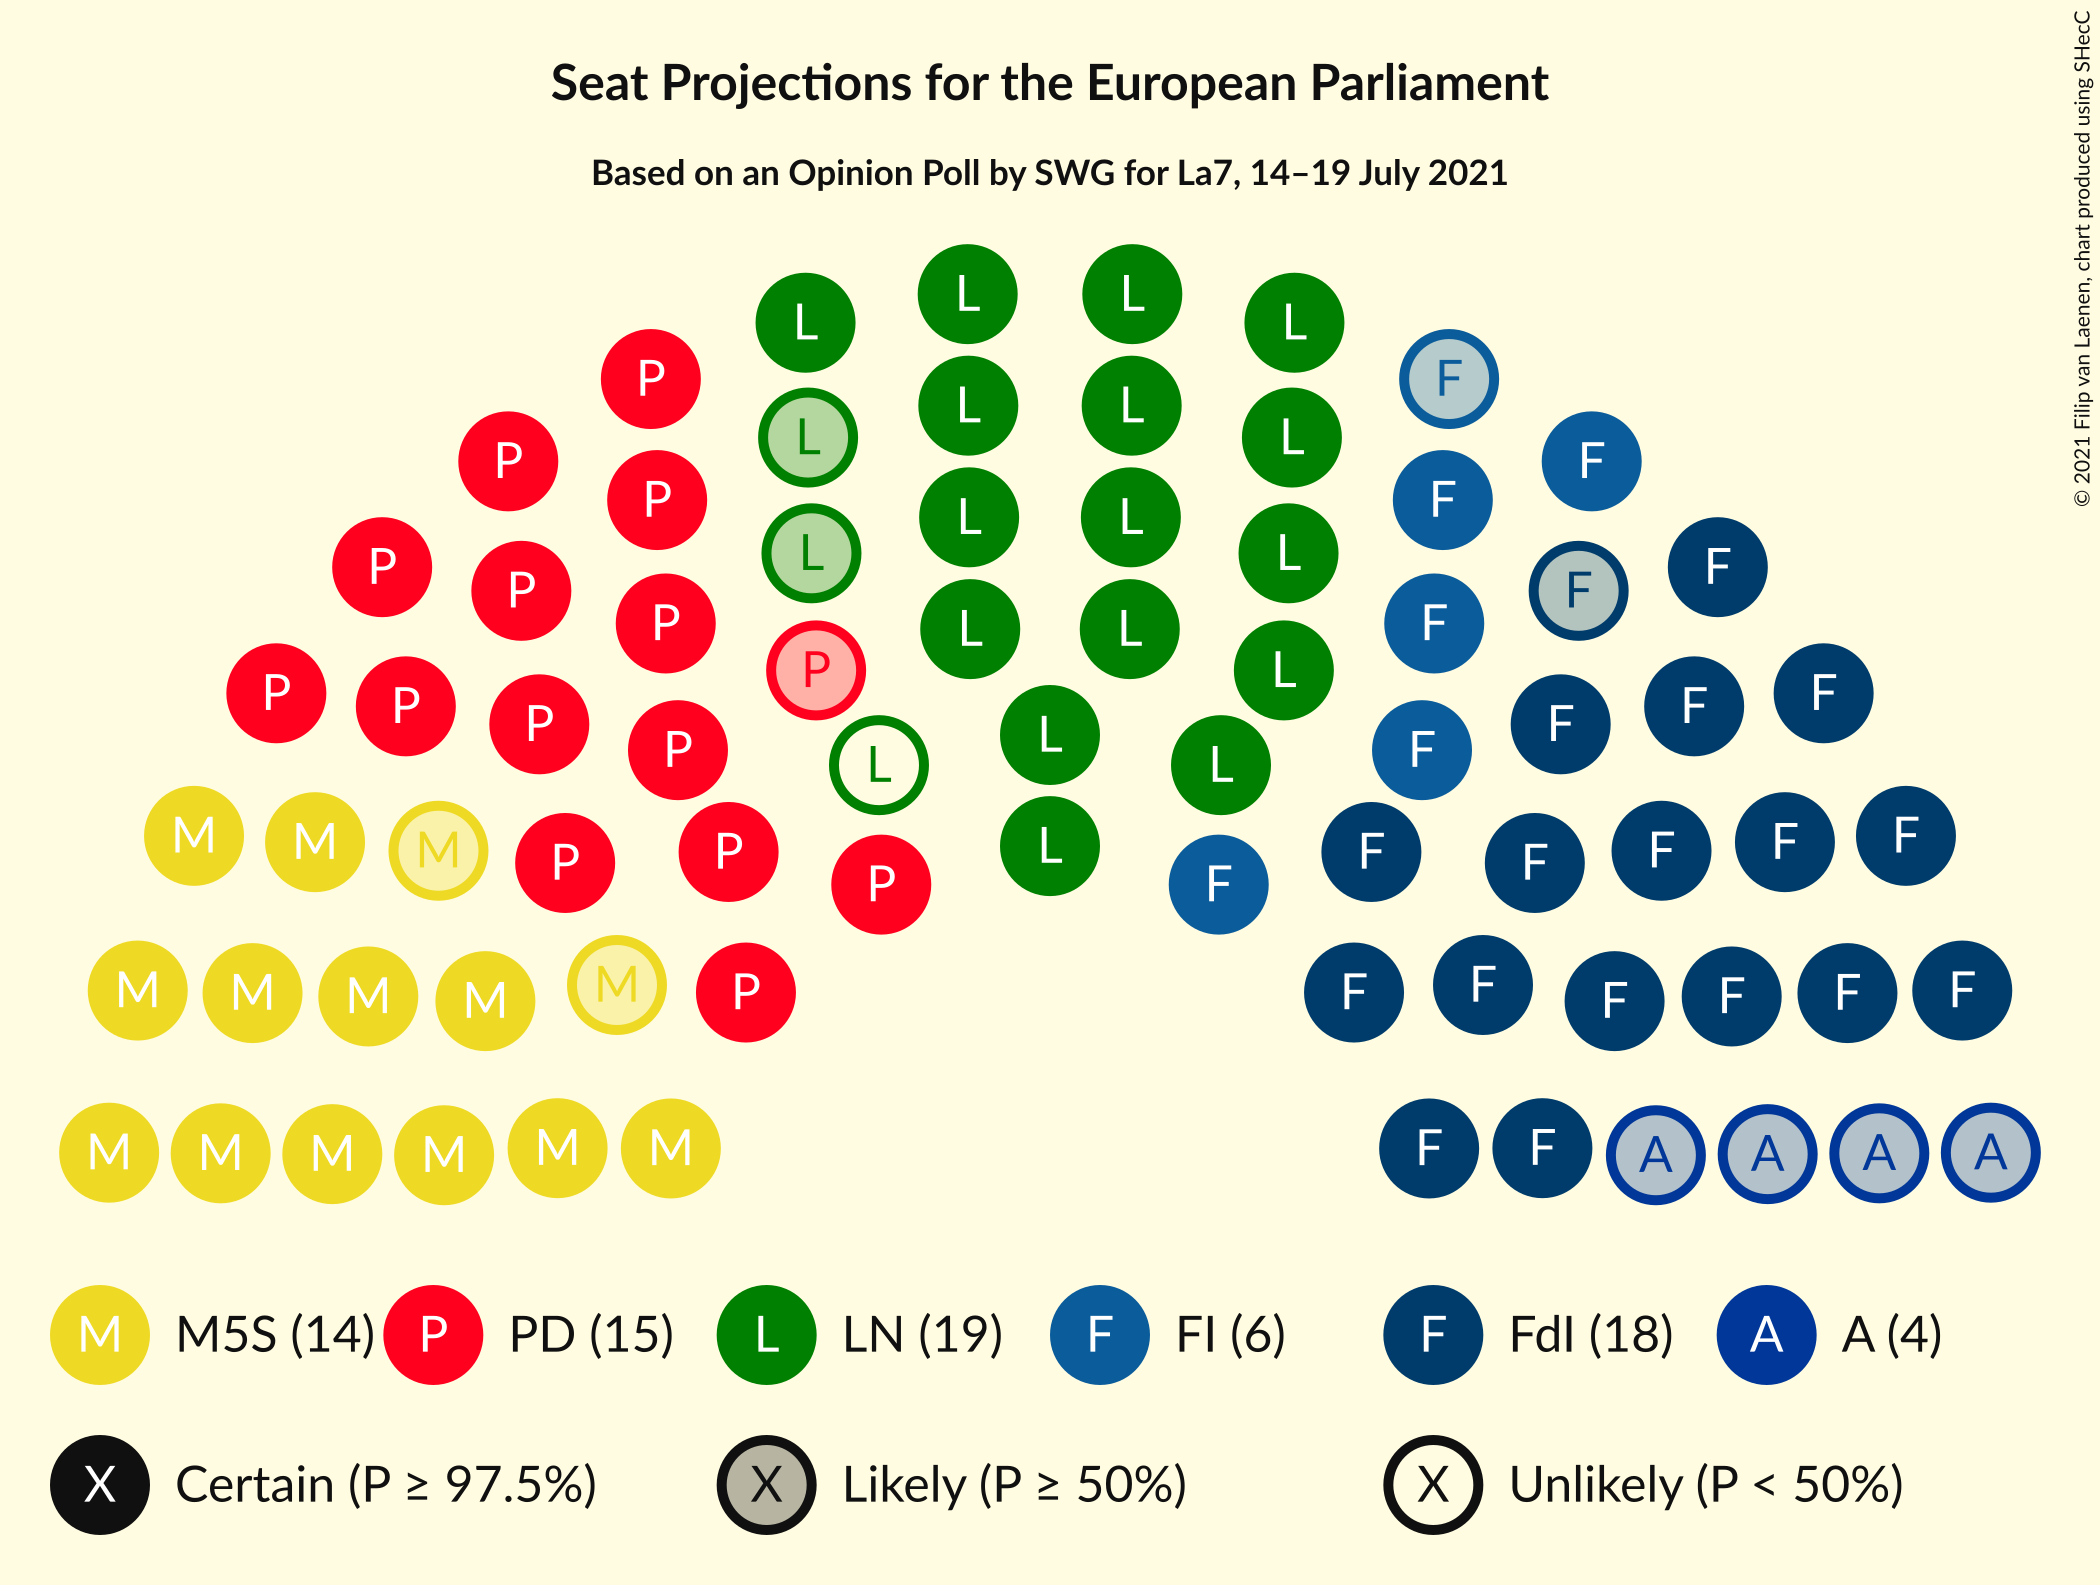 Seat Projections for the European Parliament
Based on an Opinion Poll by SWG for La7, 14–19 July 2021
© 2021 Filip van Laenen, chart produced using SHecC
L L
L L
P F
L L
L L
P F
P L L F
L L
L L
P F
P F
L L
P F
L L
P L F
P P F F
P P F F
L
P F
L L
M M F F
L
M P P F F F
P F
M M M M M P F F F F F F
M M M M M M F F A A A A
M M5S (14) P PD (15) L LN (19) F FI (6) F FdI (18) A A (4)
X Certain (P ≥ 97.5%) X Likely (P ≥ 50%) X Unlikely (P < 50%)